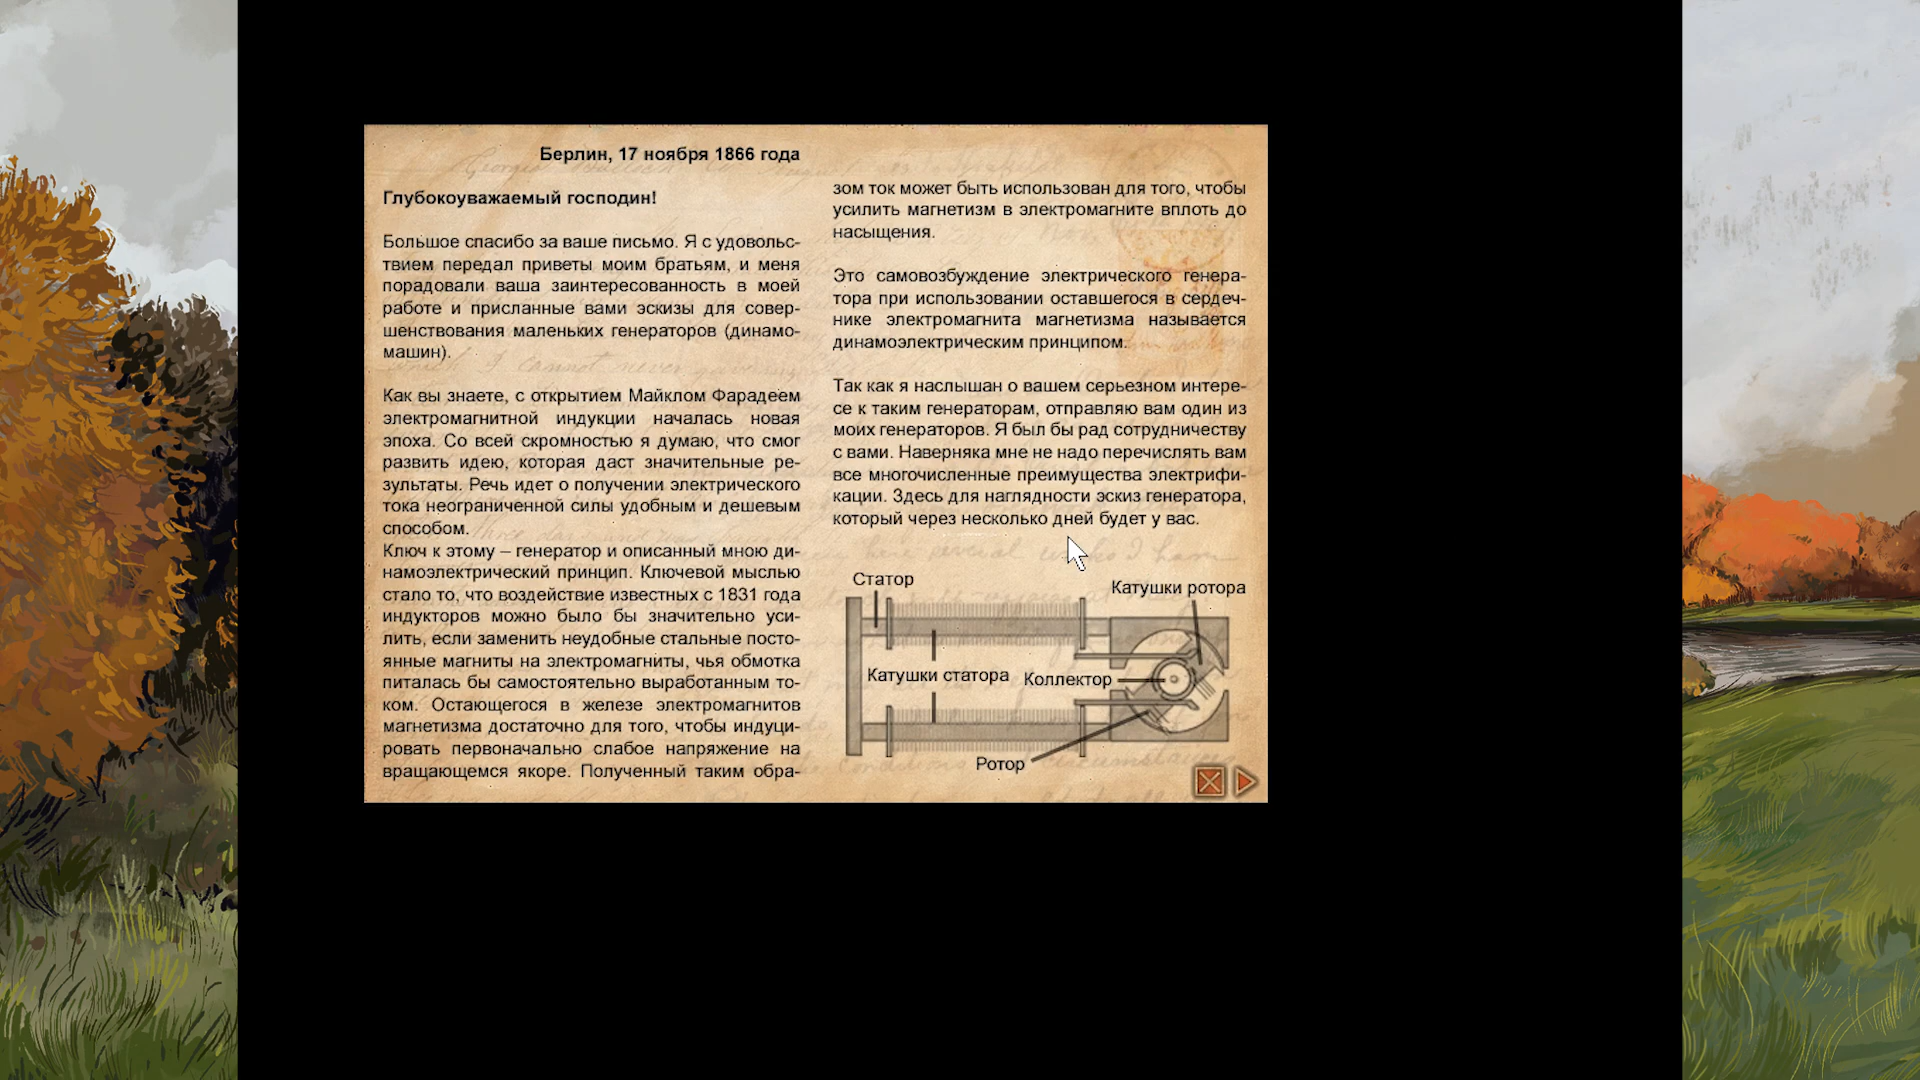 Берлин, 17 ноября 1866 года
Глубокоуважаемый господин!
Большое спасибо за ваше письмо. Я с удовольс-
твием передал приветы моим братьям, и меня
порадовали ваша заинтересованность в моей
работе и присланные вами эскизы для совер-
шенствования маленьких генераторов (динамо-
машин).
Как вы знаете, с открытием Майклом Фарадеем
электромагнитной индукции началась новая
эпоха. Со всей скромностью я думаю, что смог
развить идею, которая даст значительные ре-
зультаты. Речь идет о получении электрического
тока неограниченной силы удобным и дешевым
способом.
Ключ к этому – генератор и описанный мною ди-
намоэлектрический принцип. Ключевой мыслью
стало то, что воздействие известных с 1831 года
индукторов можно было бы значительно уси-
лить, если заменить неудобные стальные посто-
янные магниты на электромагниты, чья обмотка
питалась бы самостоятельно выработанным то-
ком. Остающегося в железе электромагнитов
магнетизма достаточно для того, чтобы индуци-
ровать первоначально слабое напряжение на
вращающемся якоре. Полученный таким обра-
зом ток может быть использован для того, чтобы
усилить магнетизм в электромагните вплоть до
насыщения.
Это самовозбуждение электрического генера-
тора при использовании оставшегося в сердеч-
нике электромагнита магнетизма называется
динамоэлектрическим принципом.
Так как я наслышан о вашем серьезном интере-
се к таким генераторам, отправляю вам один из
моих генераторов. Я был бы рад сотрудничеству
с вами. Наверняка мне не надо перечислять вам
все многочисленные преимущества электрифи-
кации. Здесь для наглядности эскиз генератора,
который через несколько дней будет у вас.
Статор
Катушки ротора
Катушки статора
Коллектор
Ротор